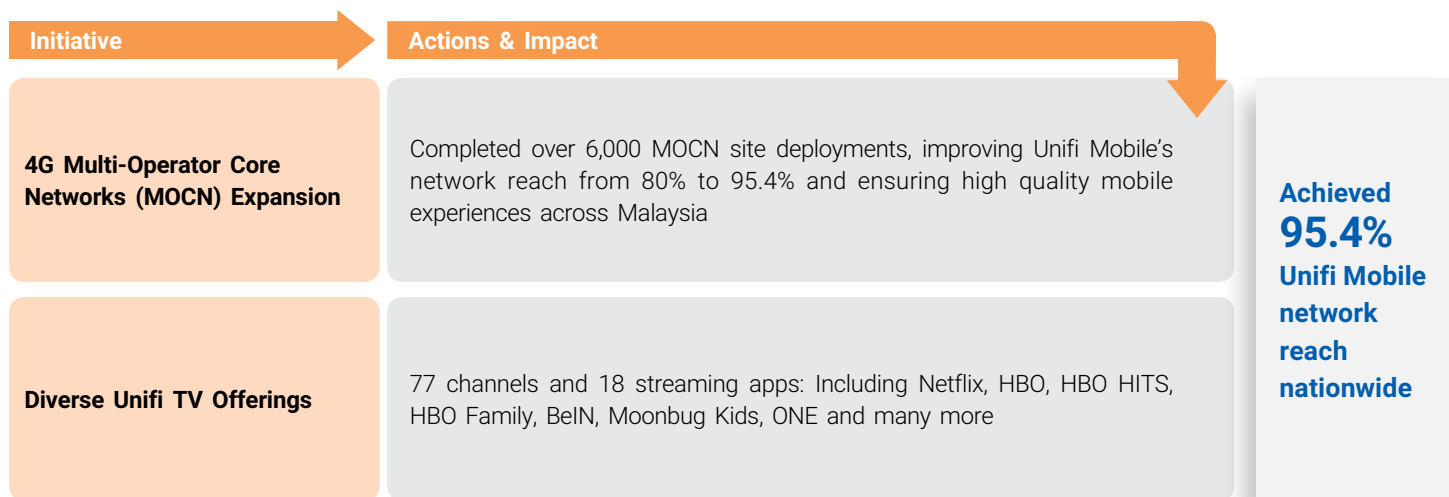 Initiative
Actions & Impact
4G Multi-Operator Core
Networks (MOCN) Expansion
Completed over 6,000 MOCN site deployments, improving Unifi Mobile's
network reach from 80% to 95.4% and ensuring high quality mobile
experiences across Malaysia
Diverse Unifi TV Offerings
77 channels and 18 streaming apps: Including Netflix, HBO, HBO HITS,
HBO Family, BeIN, Moonbug Kids, ONE and many more
Achieved
95.4%
Unifi Mobile
network
reach
nationwide